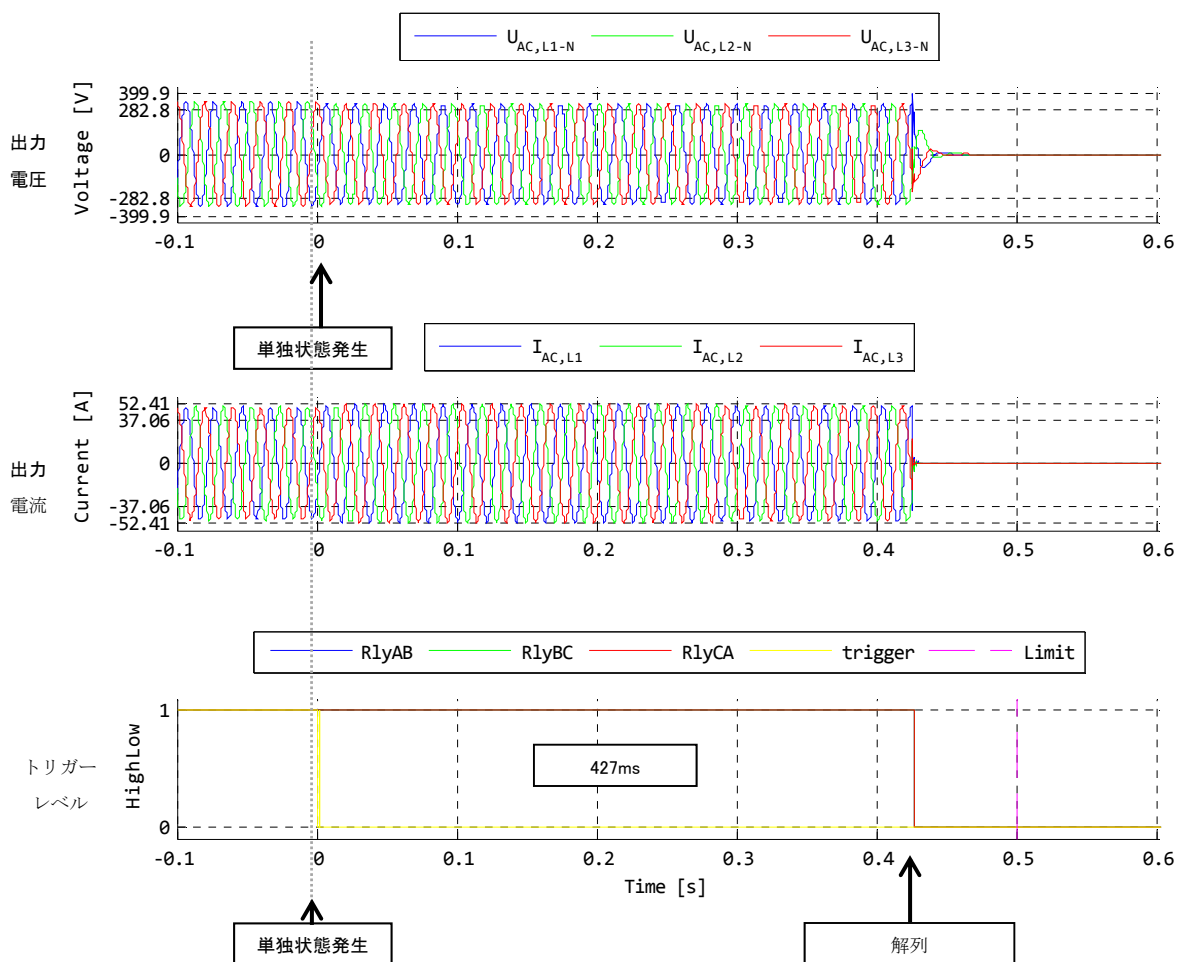 U_AC,L1-N U_AC,L2-N U_AC,L3-N
出力
電圧
Voltage [V]
399.9
282.8
0
-282.8
-399.9
-0.1 0 0.1 0.2 0.3 0.4 0.5 0.6
単独状態発生
I_AC,L1 I_AC,L2 I_AC,L3
出力
電流
Current [A]
52.41
37.06
0
-37.06
-52.41
-0.1 0 0.1 0.2 0.3 0.4 0.5 0.6
RlyAB RlyBC RlyCA trigger Limit
トリガー
レベル
HighLow
1
0
427ms
-0.1 0 0.1 0.2 0.3 0.4 0.5 0.6
Time [s]
単独状態発生
解列